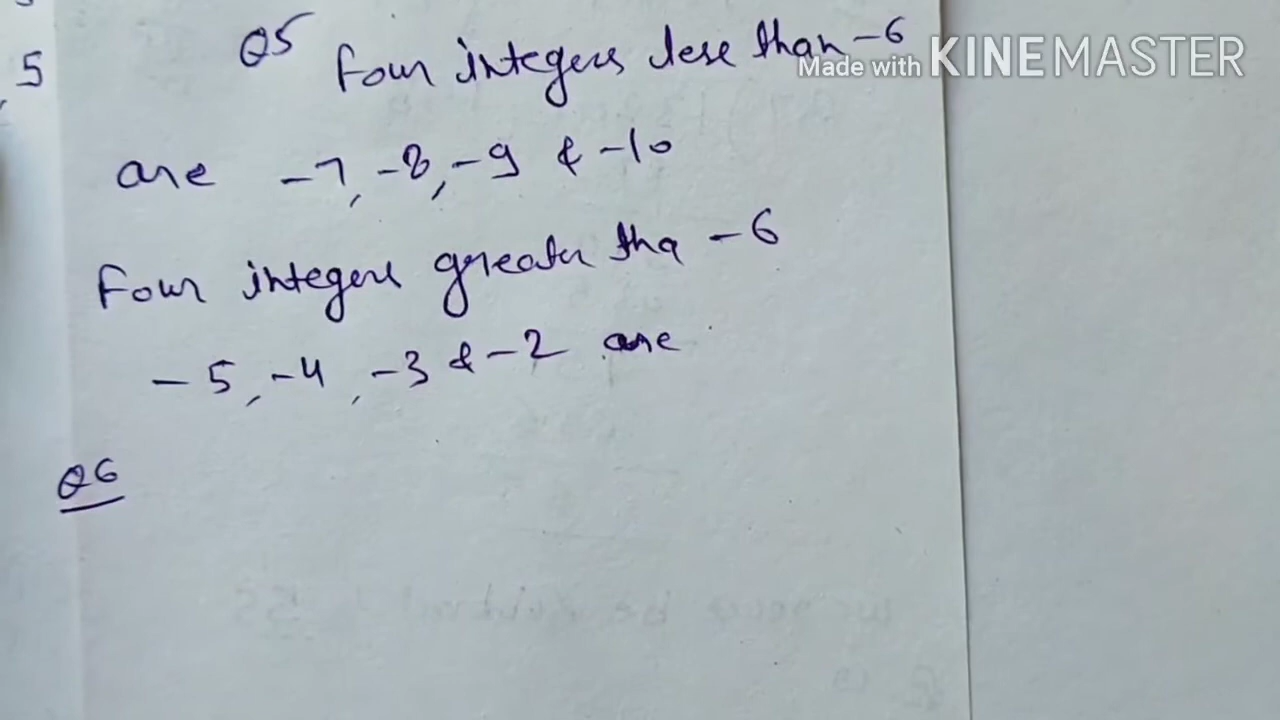 5
Q5 Four integers less than -6
Made with KINEMASTER
are -7, -8, -9 & -10
Four integers greater tha -6
-5, -4, -3 & -2 are
Q6